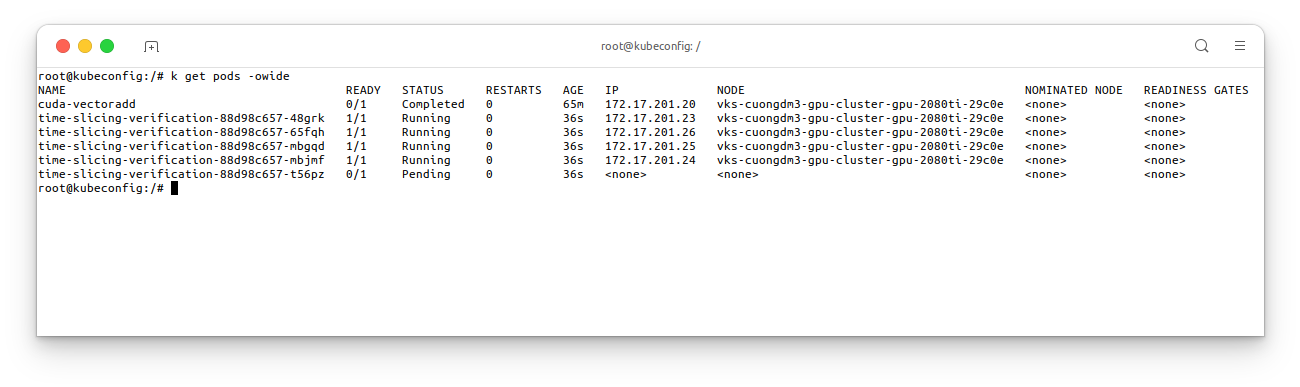 root@kubeconfig: /
root@kubeconfig:/# k get pods -owide
NAME READY STATUS RESTARTS AGE IP NODE NOMINATED NODE READINESS GATES
cuda-vectoradd 0/1 Completed 0 65m 172.17.201.20 vks-cuongdm3-gpu-cluster-gpu-2080ti-29c0e <none> <none>
time-slicing-verification-88d98c657-48grk 1/1 Running 0 36s 172.17.201.23 vks-cuongdm3-gpu-cluster-gpu-2080ti-29c0e <none> <none>
time-slicing-verification-88d98c657-65fqh 1/1 Running 0 36s 172.17.201.26 vks-cuongdm3-gpu-cluster-gpu-2080ti-29c0e <none> <none>
time-slicing-verification-88d98c657-mbgqd 1/1 Running 0 36s 172.17.201.25 vks-cuongdm3-gpu-cluster-gpu-2080ti-29c0e <none> <none>
time-slicing-verification-88d98c657-mbjmf 1/1 Running 0 36s 172.17.201.24 vks-cuongdm3-gpu-cluster-gpu-2080ti-29c0e <none> <none>
time-slicing-verification-88d98c657-t56pz 0/1 Pending 0 36s <none> <none> <none> <none>
root@kubeconfig:/#